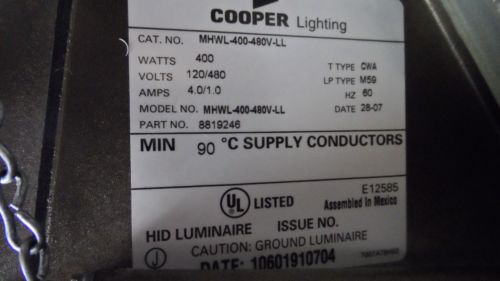 COOPER Lighting
CAT. NO. MHWL-400-480V-LL
WATTS 400 T TYPE CWA
VOLTS 120/480 LP TYPE M59
AMPS 4.0/1.0 HZ 60
MODEL NO. MHWL-400-480V-LL DATE 28-07
PART NO. 8819246
MIN 90 °C SUPPLY CONDUCTORS
UL LISTED E12585
Assembled in Mexico
HID LUMINAIRE ISSUE NO.
CAUTION: GROUND LUMINAIRE
DATE: 10601910704